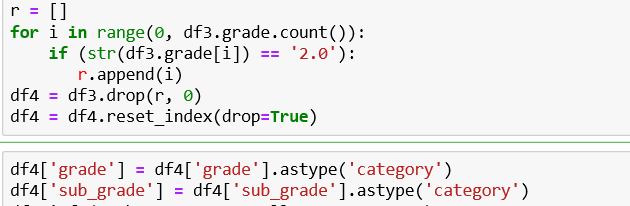 r = []
for i in range(0, df3.grade.count()):
    if (str(df3.grade[i]) == '2.0'):
       r.append(i)
df4 = df3.drop(r, 0)
df4 = df4.reset_index(drop=True)
df4['grade'] = df4['grade'].astype('category')
df4['sub_grade'] = df4['sub_grade'].astype('category')